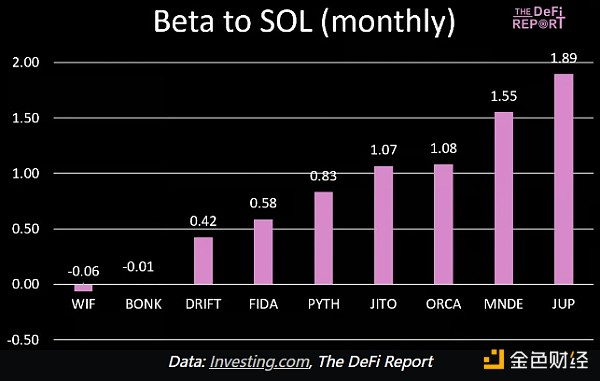 Beta to SOL (monthly)
THE DeFi
REPORT
2.00
1.50
1.00
0.50
0.00
-0.50
-0.06
-0.01
0.42
0.58
0.83
1.07
1.08
1.55
1.89
WIF BONK DRIFT FIDA PYTH JITO ORCA MNDE JUP
Data: Investing.com, The DeFi Report
金色财经